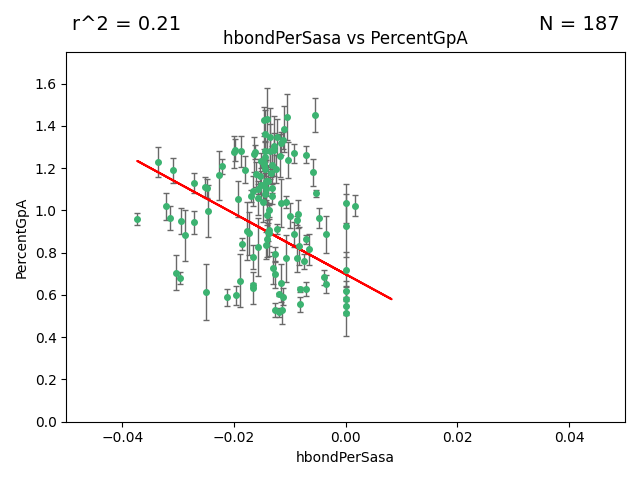 r^2 = 0.21
N = 187
hbondPerSasa vs PercentGpA
1.6
1.4
1.2
1.0
0.8
0.6
0.4
0.2
0.0
PercentGpA
−0.04
−0.02
0.00
0.02
0.04
hbondPerSasa